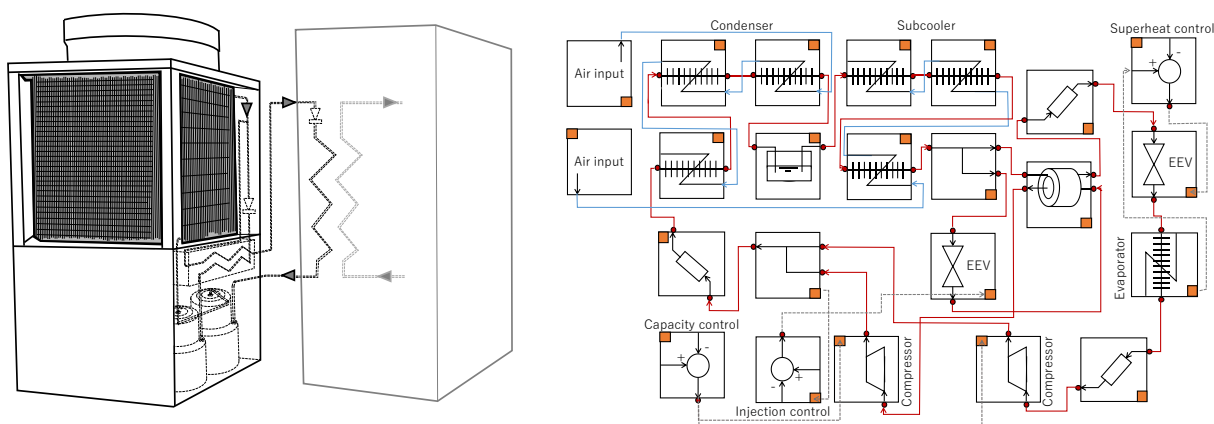 Condenser
Subcooler
Superheat control
Air input
Air input
EEV
EEV
Evaporator
Capacity control
Compressor
Compressor
Injection control